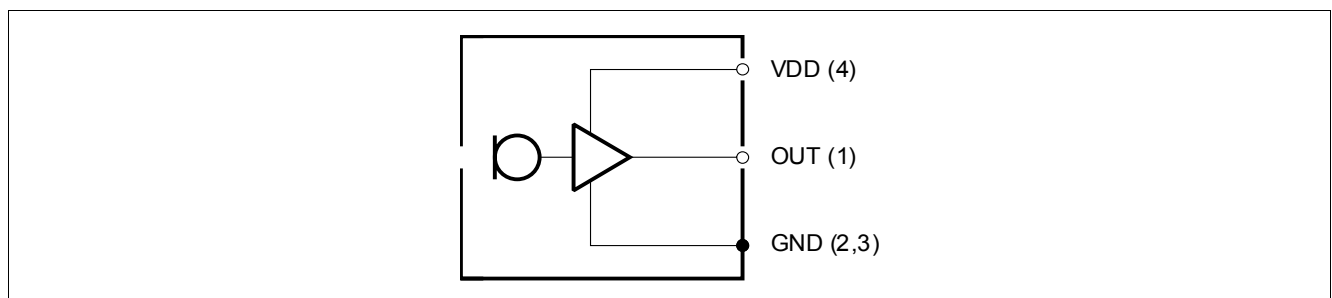 VDD (4)
OUT (1)
GND (2,3)